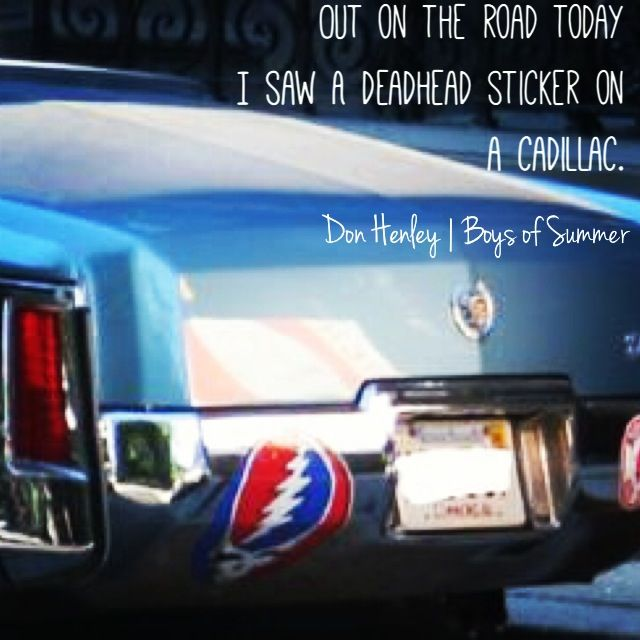 OUT ON THE ROAD TODAY
I SAW A DEADHEAD STICKER ON
A CADILLAC.
Don Henley | Boys of Summer